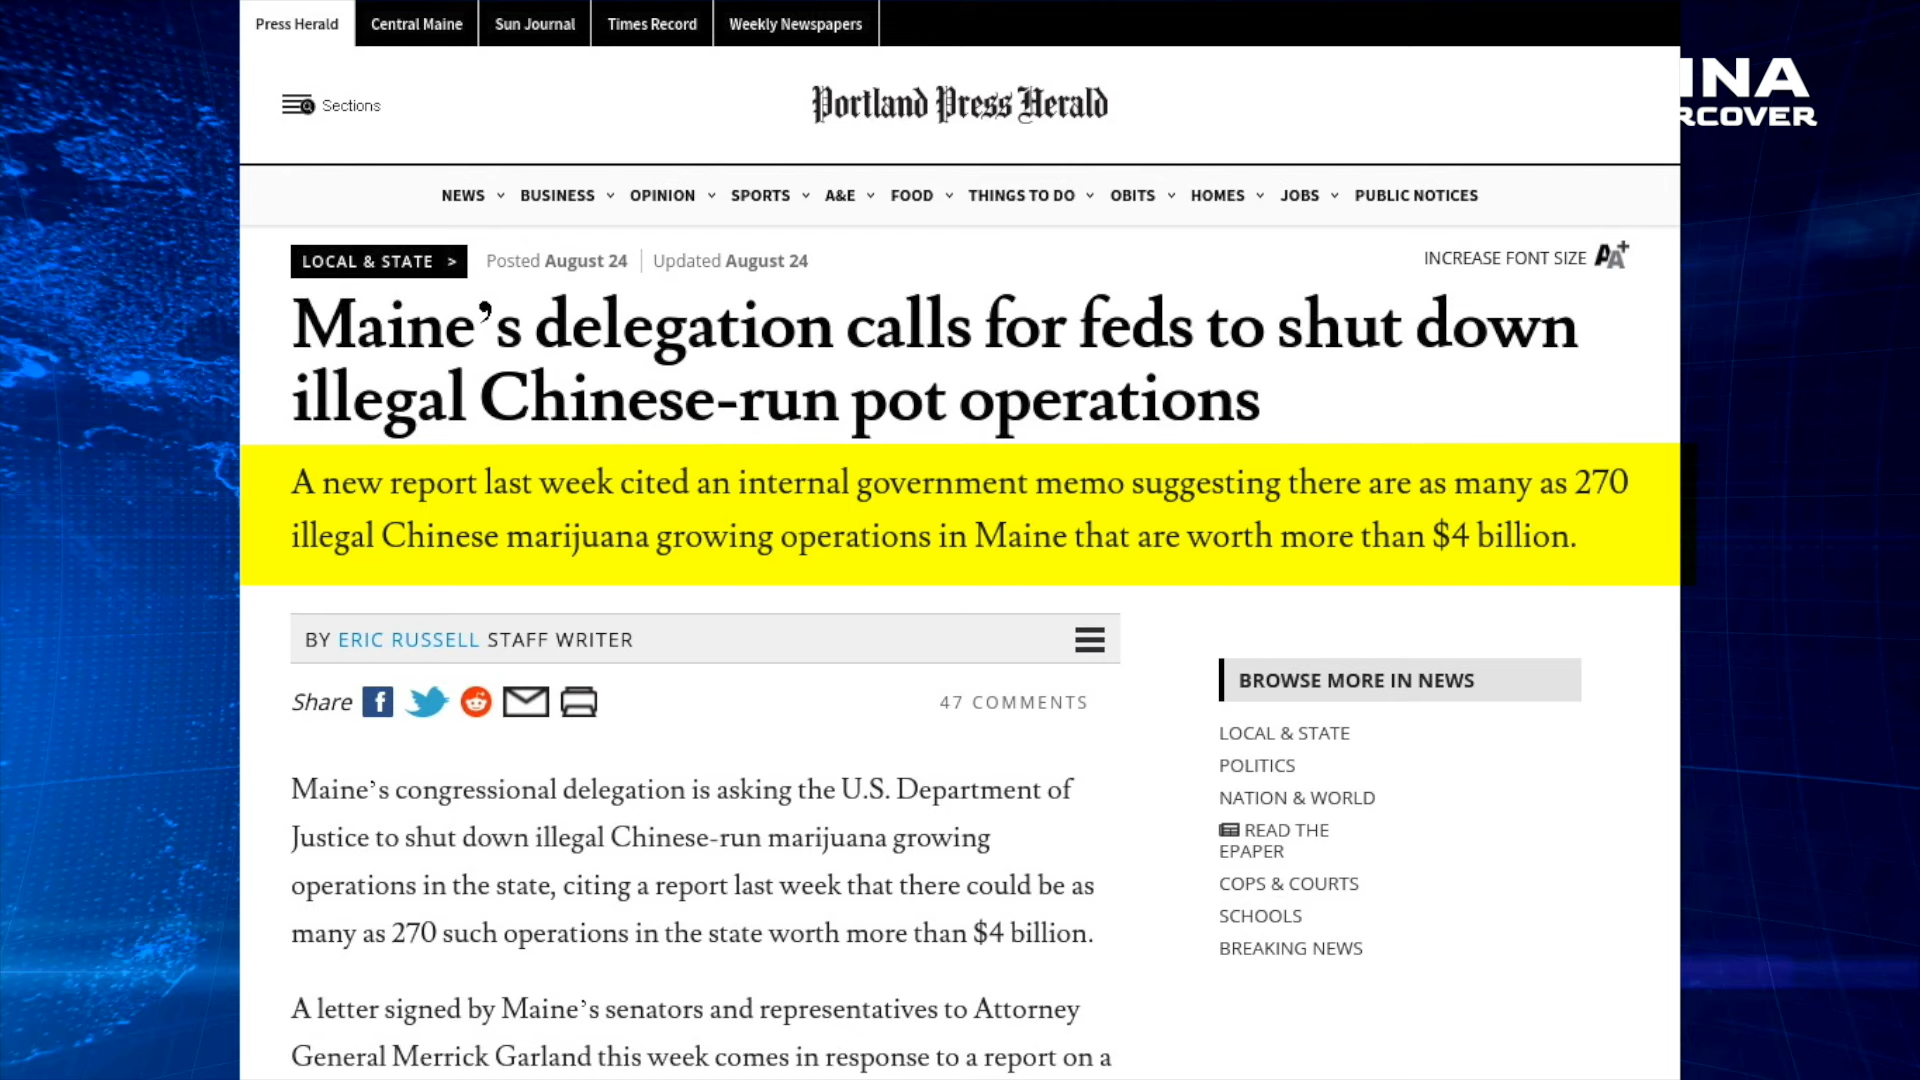 Press Herald
Central Maine
Sun Journal
Times Record
Weekly Newspapers
Sections
Portland Press Herald
INA
RCOVER
NEWS BUSINESS OPINION SPORTS A&E FOOD THINGS TO DO OBITS HOMES JOBS PUBLIC NOTICES
LOCAL & STATE >
Posted August 24
Updated August 24
INCREASE FONT SIZE AA+
Maine's delegation calls for feds to shut down
illegal Chinese-run pot operations
A new report last week cited an internal government memo suggesting there are as many as 270
illegal Chinese marijuana growing operations in Maine that are worth more than $4 billion.
BY ERIC RUSSELL STAFF WRITER
Share
47 COMMENTS
Maine's congressional delegation is asking the U.S. Department of
Justice to shut down illegal Chinese-run marijuana growing
operations in the state, citing a report last week that there could be as
many as 270 such operations in the state worth more than $4 billion.
A letter signed by Maine's senators and representatives to Attorney
General Merrick Garland this week comes in response to a report on a
BROWSE MORE IN NEWS
LOCAL & STATE
POLITICS
NATION & WORLD
READ THE
EPAPER
COPS & COURTS
SCHOOLS
BREAKING NEWS